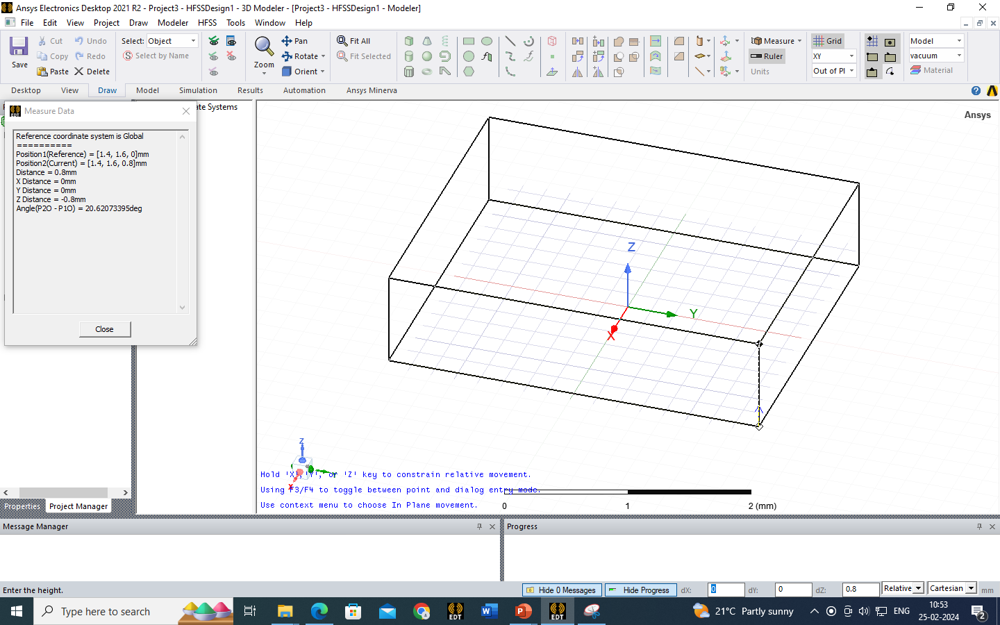 Ansys Electronics Desktop 2021 R2 - Project3 - HFSSDesign1 - 3D Modeler - [Project3 - HFSSDesign1 - Modeler]
File Edit View Project Draw Modeler HFSS Tools Window Help
Save
Cut
Copy
Paste
Undo
Redo
Delete
Select: Object
Select by Name
Zoom
Pan
Rotate
Orient
Fit All
Fit Selected
Measure
Ruler
Units
Grid
XY
Out of Pl
Model
vacuum
Material
Desktop View Draw Model Simulation Results Automation Ansys Minerva
EDT Measure Data
Reference coordinate system is Global
==========
Position1(Reference) = [1.4, 1.6, 0]mm
Position2(Current) = [1.4, 1.6, 0.8]mm
Distance = 0.8mm
X Distance = 0mm
Y Distance = 0mm
Z Distance = -0.8mm
Angle(P2O - P1O) = 20.62073395deg
Close
te Systems
Ansys
Z
Y
X
Z
Y
X
Hold 'X','Y', or 'Z' key to constrain relative movement.
Using F3/F4 to toggle between point and dialog entry mode.
Use context menu to choose In Plane movement.
0 1 2 (mm)
Properties Project Manager
Message Manager
Progress
Enter the height.
Hide 0 Messages Hide Progress dX: 0 dY: 0 dZ: 0.8 Relative Cartesian mm
Type here to search
EDT
EDT
21°C Partly sunny
ENG
10:53
25-02-2024
2